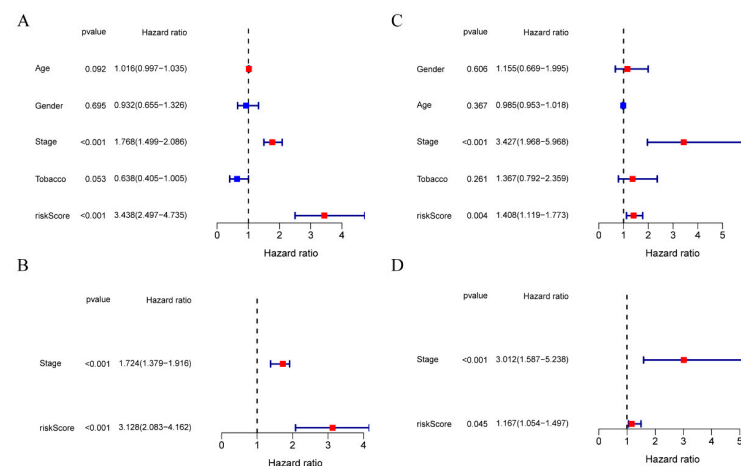 A
pvalue Hazard ratio
Age 0.092 1.016(0.997−1.035)
Gender 0.695 0.932(0.655−1.326)
Stage <0.001 1.768(1.499−2.086)
Tobacco 0.053 0.638(0.405−1.005)
riskScore <0.001 3.438(2.497−4.735)
0 1 2 3 4
Hazard ratio
C
pvalue Hazard ratio
Gender 0.606 1.155(0.669−1.995)
Age 0.367 0.985(0.953−1.018)
Stage <0.001 3.427(1.968−5.968)
Tobacco 0.261 1.367(0.792−2.359)
riskScore 0.004 1.408(1.119−1.773)
0 1 2 3 4 5
Hazard ratio
B
pvalue Hazard ratio
Stage <0.001 1.724(1.379−1.916)
riskScore <0.001 3.128(2.083−4.162)
0 1 2 3 4
Hazard ratio
D
pvalue Hazard ratio
Stage <0.001 3.012(1.587−5.238)
riskScore 0.045 1.167(1.054−1.497)
0 1 2 3 4 5
Hazard ratio